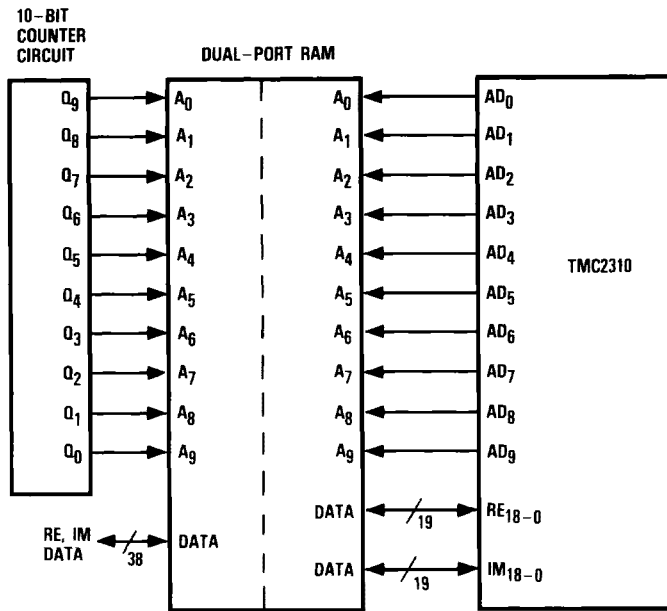 10-BIT
COUNTER
CIRCUIT
DUAL-PORT RAM
Q9 A0 A0 AD0
Q8 A1 A1 AD1
Q7 A2 A2 AD2
Q6 A3 A3 AD3
TMC2310
Q5 A4 A4 AD4
Q4 A5 A5 AD5
Q3 A6 A6 AD6
Q2 A7 A7 AD7
Q1 A8 A8 AD8
Q0 A9 A9 AD9
DATA 19 RE18-0
RE, IM
DATA 38 DATA
DATA 19 IM18-0